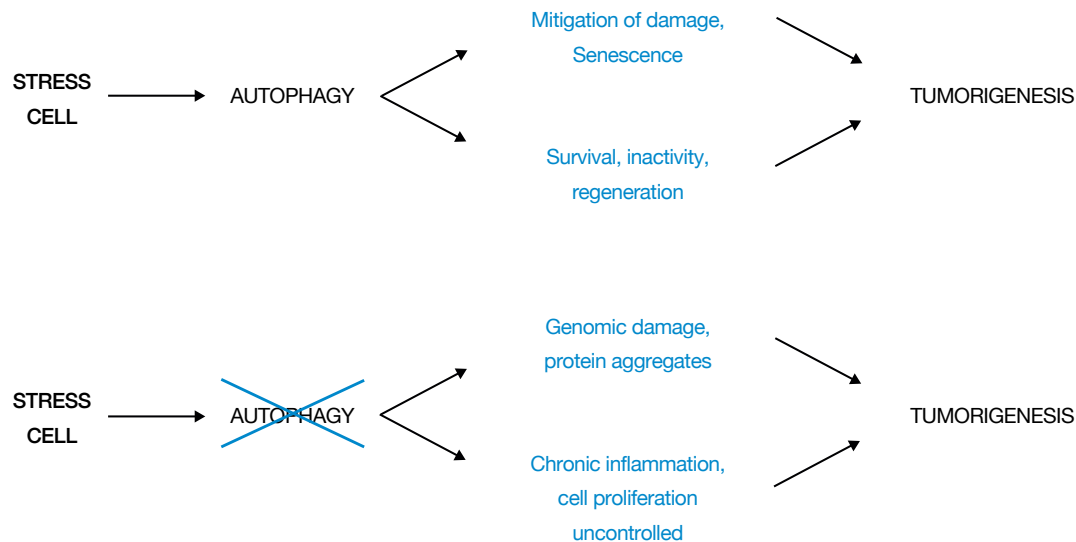 Mitigation of damage,
Senescence
STRESS
CELL
AUTOPHAGY
TUMORIGENESIS
Survival, inactivity,
regeneration
Genomic damage,
protein aggregates
STRESS
CELL
AUTOPHAGY
TUMORIGENESIS
Chronic inflammation,
cell proliferation
uncontrolled